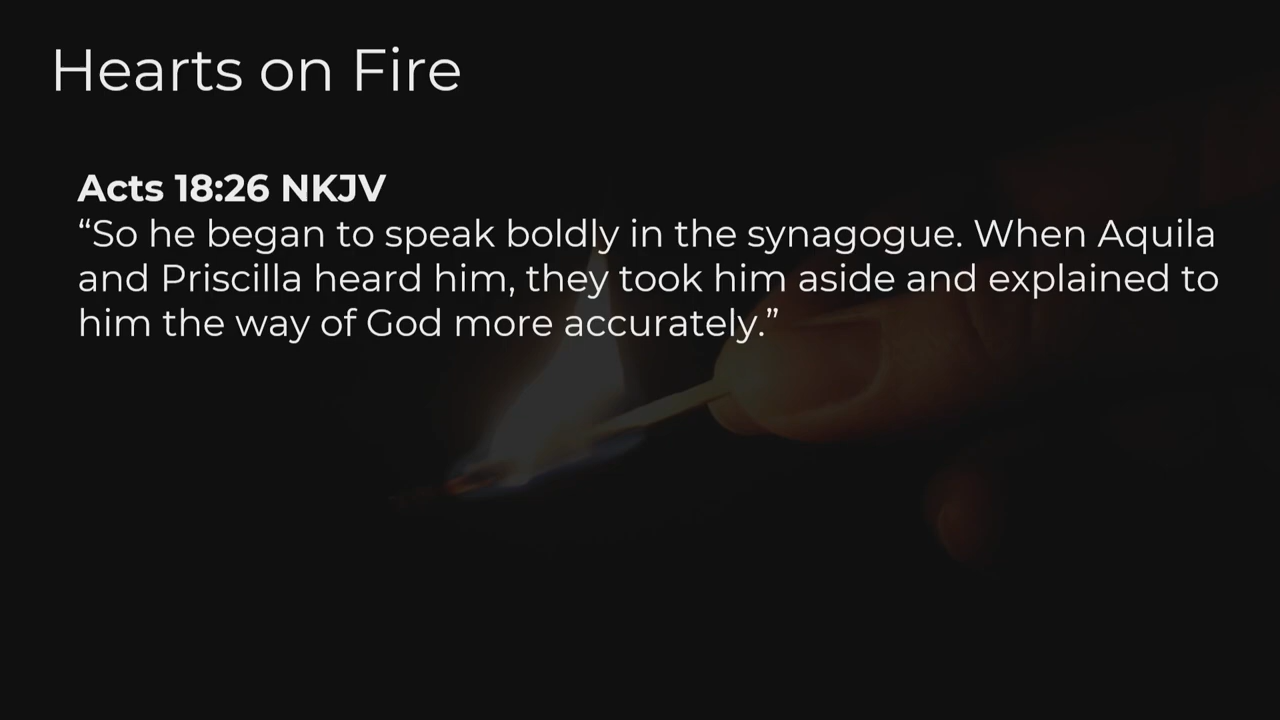 Hearts on Fire
Acts 18:26 NKJV
“So he began to speak boldly in the synagogue. When Aquila
and Priscilla heard him, they took him aside and explained to
him the way of God more accurately.”